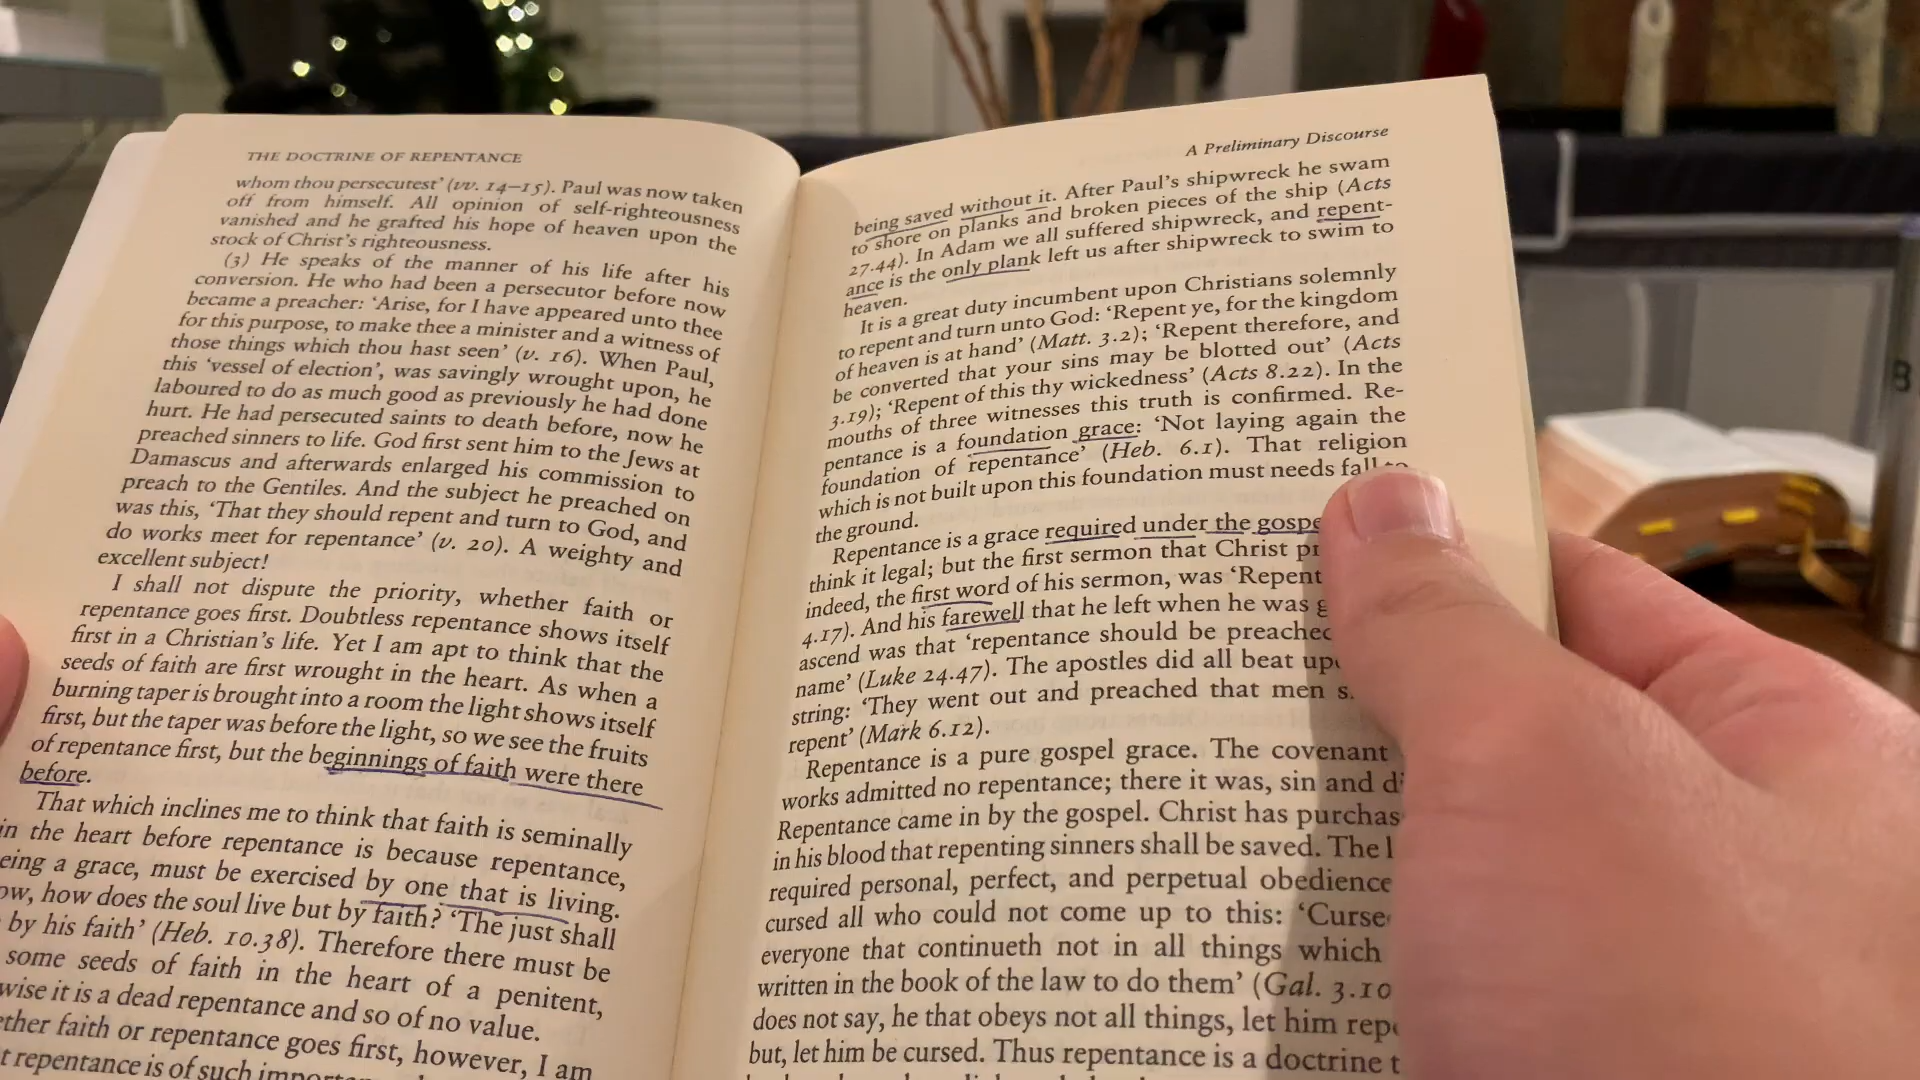 THE DOCTRINE OF REPENTANCE
whom thou persecutest' (vv. 14–15). Paul was now taken
off from himself. All opinion of self-righteousness
vanished and he grafted his hope of heaven upon the
stock of Christ's righteousness.
(3) He speaks of the manner of his life after his
conversion. He who had been a persecutor before now
became a preacher: 'Arise, for I have appeared unto thee
for this purpose, to make thee a minister and a witness of
those things which thou hast seen' (v. 16). When Paul,
this 'vessel of election', was savingly wrought upon, he
laboured to do as much good as previously he had done
hurt. He had persecuted saints to death before, now he
preached sinners to life. God first sent him to the Jews at
Damascus and afterwards enlarged his commission to
preach to the Gentiles. And the subject he preached on
was this, 'That they should repent and turn to God, and
do works meet for repentance' (v. 20). A weighty and
excellent subject!
I shall not dispute the priority, whether faith or
repentance goes first. Doubtless repentance shows itself
first in a Christian's life. Yet I am apt to think that the
seeds of faith are first wrought in the heart. As when a
burning taper is brought into a room the light shows itself
first, but the taper was before the light, so we see the fruits
of repentance first, but the beginnings of faith were there
before.
That which inclines me to think that faith is seminally
in the heart before repentance is because repentance,
eing a grace, must be exercised by one that is living.
ow, how does the soul live but by faith? 'The just shall
by his faith' (Heb. 10.38). Therefore there must be
some seeds of faith in the heart of a penitent,
wise it is a dead repentance and so of no value.
ether faith or repentance goes first, however, I am
t repentance is of such
A Preliminary Discourse
being saved without it. After Paul's shipwreck he swam
to shore on planks and broken pieces of the ship (Acts
27.44). In Adam we all suffered shipwreck, and repent-
ance is the only plank left us after shipwreck to swim to
heaven.
It is a great duty incumbent upon Christians solemnly
to repent and turn unto God: 'Repent ye, for the kingdom
of heaven is at hand' (Matt. 3.2); 'Repent therefore, and
be converted that your sins may be blotted out' (Acts
3.19); 'Repent of this thy wickedness' (Acts 8.22). In the
mouths of three witnesses this truth is confirmed. Re-
pentance is a foundation grace: 'Not laying again the
foundation of repentance' (Heb. 6.1). That religion
which is not built upon this foundation must needs fall to
the ground.
Repentance is a grace required under the gospe
think it legal; but the first sermon that Christ pr
indeed, the first word of his sermon, was 'Repent
4.17). And his farewell that he left when he was g
ascend was that 'repentance should be preached
name' (Luke 24.47). The apostles did all beat upo
string: 'They went out and preached that men s
repent' (Mark 6.12).
Repentance is a pure gospel grace. The covenant
works admitted no repentance; there it was, sin and di
Repentance came in by the gospel. Christ has purchas
in his blood that repenting sinners shall be saved. The l
required personal, perfect, and perpetual obedience
cursed all who could not come up to this: 'Curse
everyone that continueth not in all things which
written in the book of the law to do them' (Gal. 3.10
does not say, he that obeys not all things, let him repe
but, let him be cursed. Thus repentance is a doctrine t